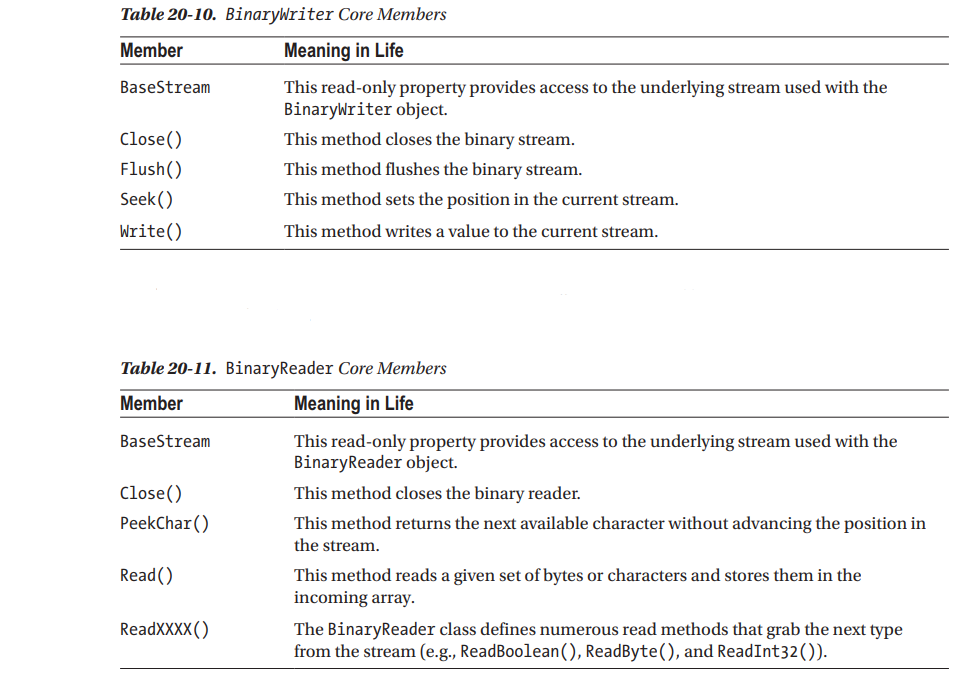 Table 20-10. BinaryWriter Core Members
Member Meaning in Life
BaseStream This read-only property provides access to the underlying stream used with the
BinaryWriter object.
Close() This method closes the binary stream.
Flush() This method flushes the binary stream.
Seek() This method sets the position in the current stream.
Write() This method writes a value to the current stream.
Table 20-11. BinaryReader Core Members
Member Meaning in Life
BaseStream This read-only property provides access to the underlying stream used with the
BinaryReader object.
Close() This method closes the binary reader.
PeekChar() This method returns the next available character without advancing the position in
the stream.
Read() This method reads a given set of bytes or characters and stores them in the
incoming array.
ReadXXXX() The BinaryReader class defines numerous read methods that grab the next type
from the stream (e.g., ReadBoolean(), ReadByte(), and ReadInt32()).